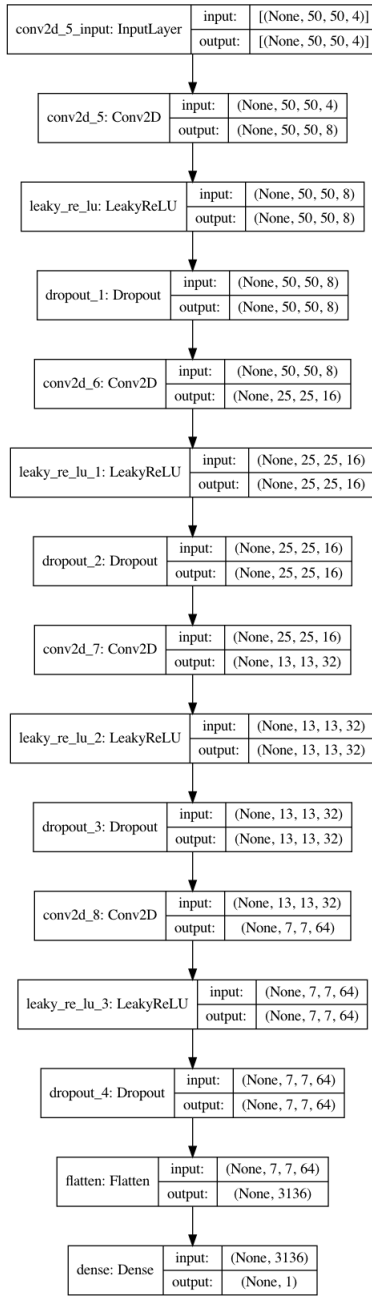 conv2d_5_input: InputLayer
input: [(None, 50, 50, 4)]
output: [(None, 50, 50, 4)]
conv2d_5: Conv2D
input: (None, 50, 50, 4)
output: (None, 50, 50, 8)
leaky_re_lu: LeakyReLU
input: (None, 50, 50, 8)
output: (None, 50, 50, 8)
dropout_1: Dropout
input: (None, 50, 50, 8)
output: (None, 50, 50, 8)
conv2d_6: Conv2D
input: (None, 50, 50, 8)
output: (None, 25, 25, 16)
leaky_re_lu_1: LeakyReLU
input: (None, 25, 25, 16)
output: (None, 25, 25, 16)
dropout_2: Dropout
input: (None, 25, 25, 16)
output: (None, 25, 25, 16)
conv2d_7: Conv2D
input: (None, 25, 25, 16)
output: (None, 13, 13, 32)
leaky_re_lu_2: LeakyReLU
input: (None, 13, 13, 32)
output: (None, 13, 13, 32)
dropout_3: Dropout
input: (None, 13, 13, 32)
output: (None, 13, 13, 32)
conv2d_8: Conv2D
input: (None, 13, 13, 32)
output: (None, 7, 7, 64)
leaky_re_lu_3: LeakyReLU
input: (None, 7, 7, 64)
output: (None, 7, 7, 64)
dropout_4: Dropout
input: (None, 7, 7, 64)
output: (None, 7, 7, 64)
flatten: Flatten
input: (None, 7, 7, 64)
output: (None, 3136)
dense: Dense
input: (None, 3136)
output: (None, 1)